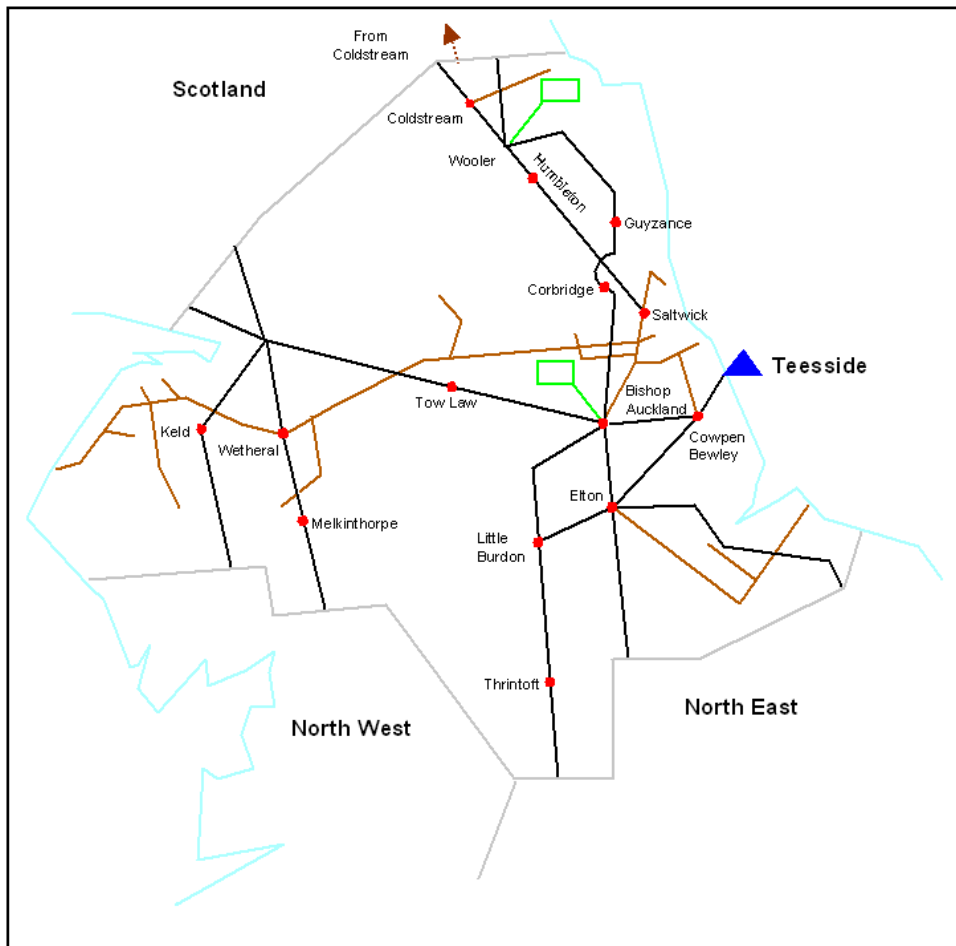 From
Coldstream
Scotland
Coldstream
Wooler
Humbleton
Guyzance
Corbridge
Saltwick
Teesside
Tow Law
Bishop
Auckland
Keld
Wetheral
Cowpen
Bewley
Elton
Melkinthorpe
Little
Burdon
Thrintoft
North East
North West